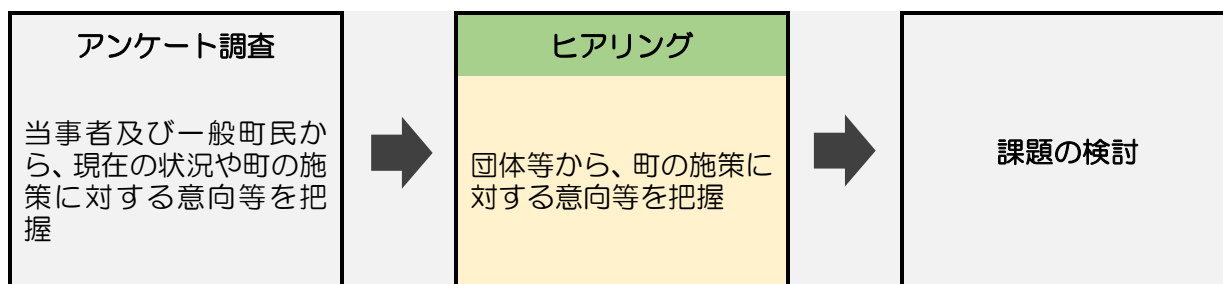 アンケート調査
当事者及び一般町民か
ら、現在の状況や町の施
策に対する意向等を把
握
ヒアリング
団体等から、町の施策に
対する意向等を把握
課題の検討